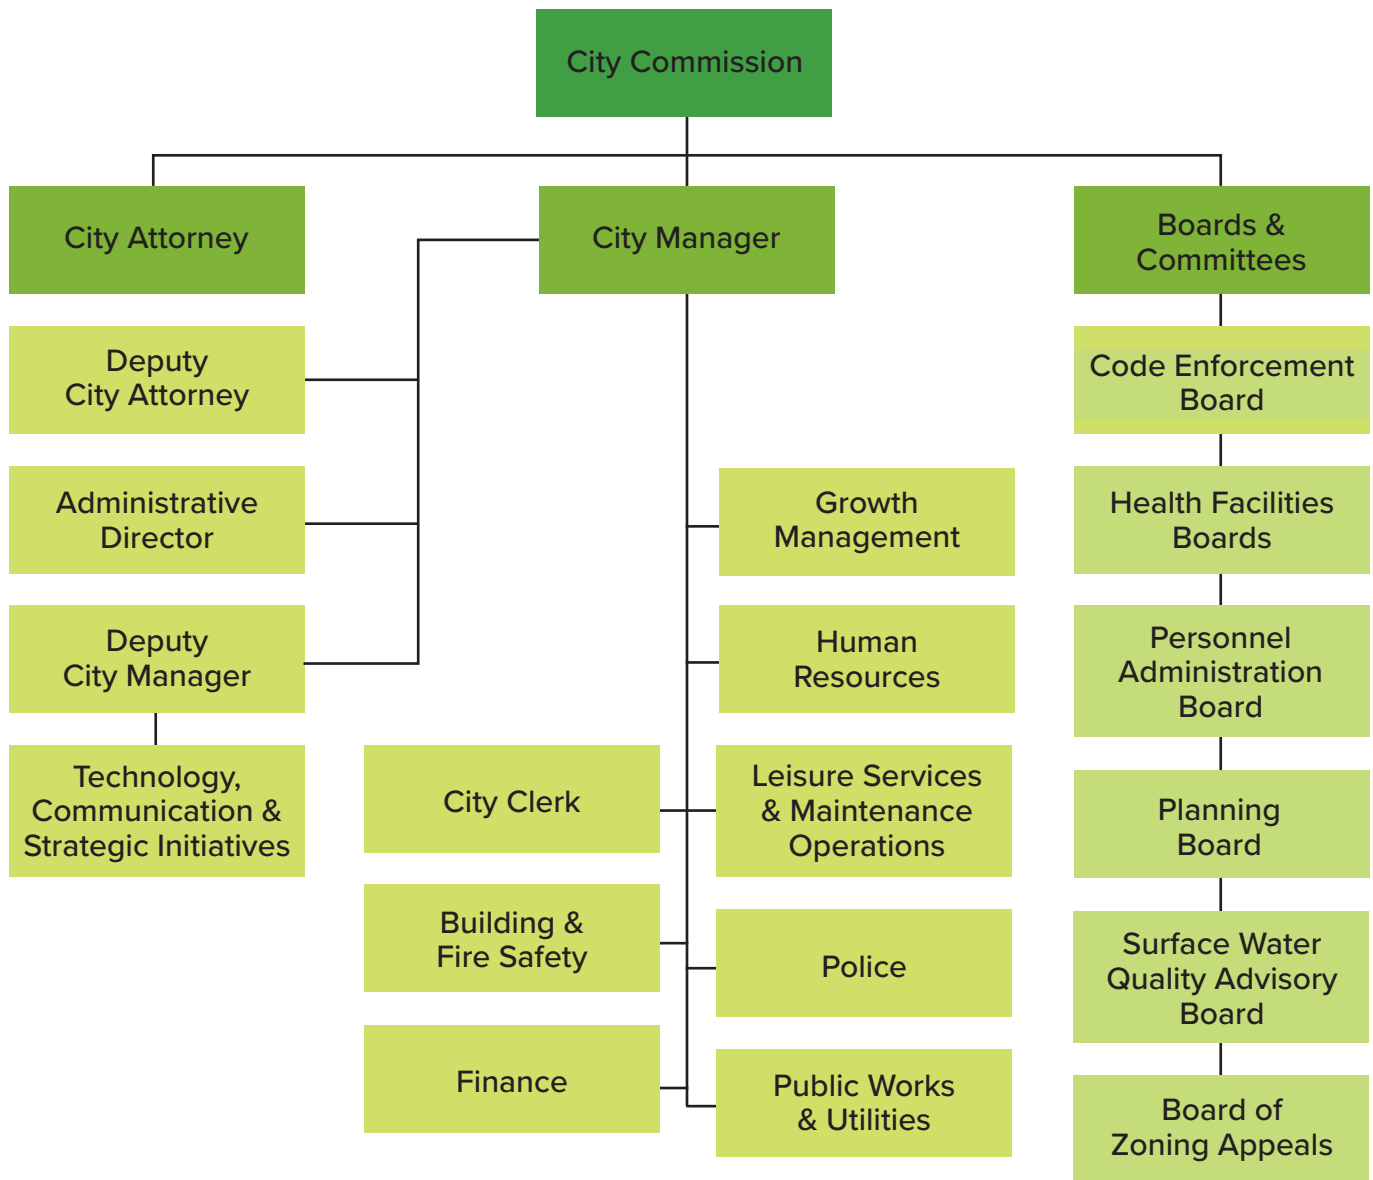 City Commission
City Attorney
City Manager
Boards &
Committees
Deputy
City Attorney
Administrative
Director
Deputy
City Manager
Technology,
Communication &
Strategic Initiatives
City Clerk
Building &
Fire Safety
Finance
Growth
Management
Human
Resources
Leisure Services
& Maintenance
Operations
Police
Public Works
& Utilities
Code Enforcement
Board
Health Facilities
Boards
Personnel
Administration
Board
Planning
Board
Surface Water
Quality Advisory
Board
Board of
Zoning Appeals